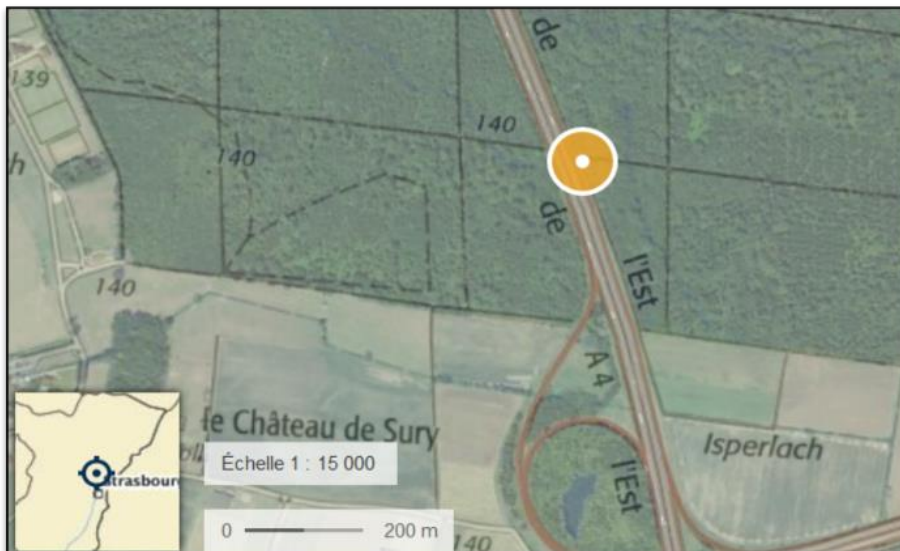 de
139
140
140
de
l'Est
140
A 4
le Château de Sury
Isperlach
Échelle 1 : 15 000
l'Est
0 200 m
140